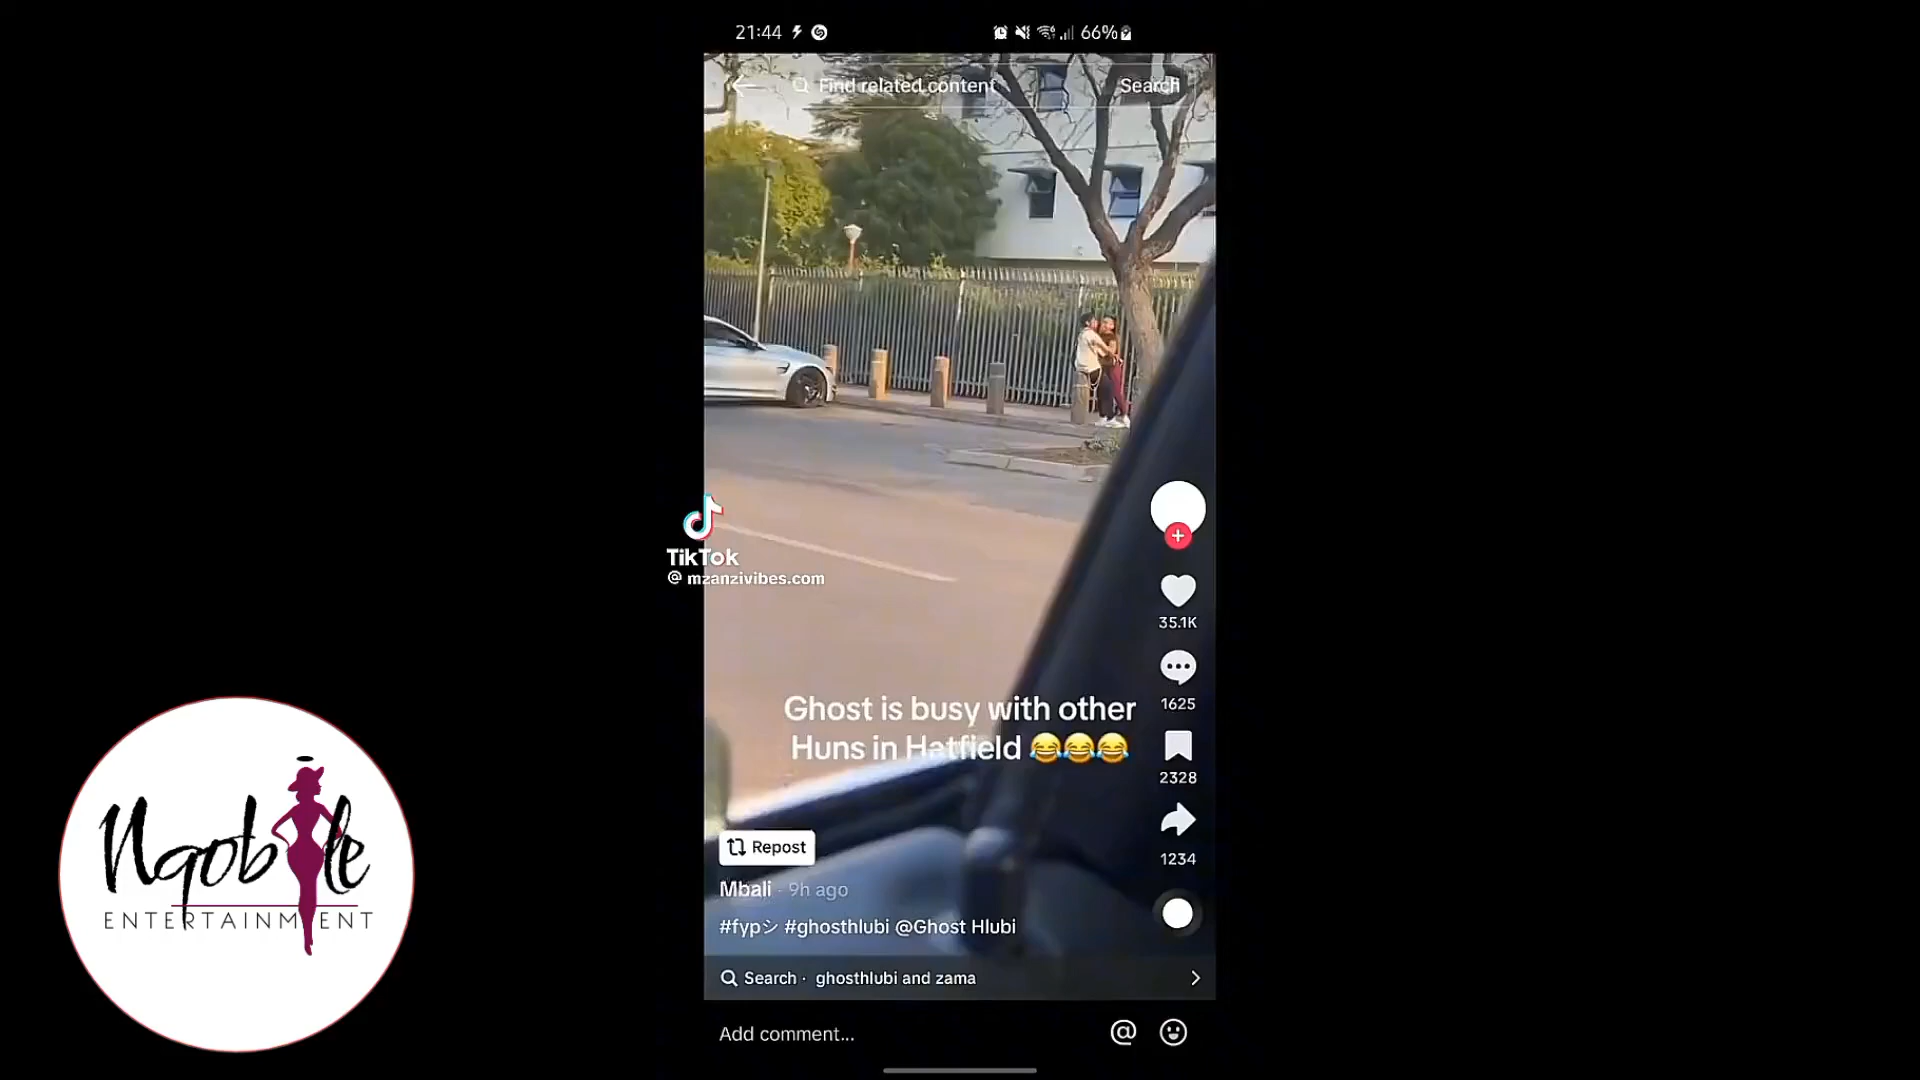 21:44
66%
Find related content
Search
TikTok
@ mzanzivibes.com
35.1K
1625
Ghost is busy with other
Huns in Hatfield 😂😂😂
2328
1234
Repost
Mbali · 9h ago
#fypシ #ghosthlubi @Ghost Hlubi
Search · ghosthlubi and zama
Add comment...
Nqobile
ENTERTAINMENT